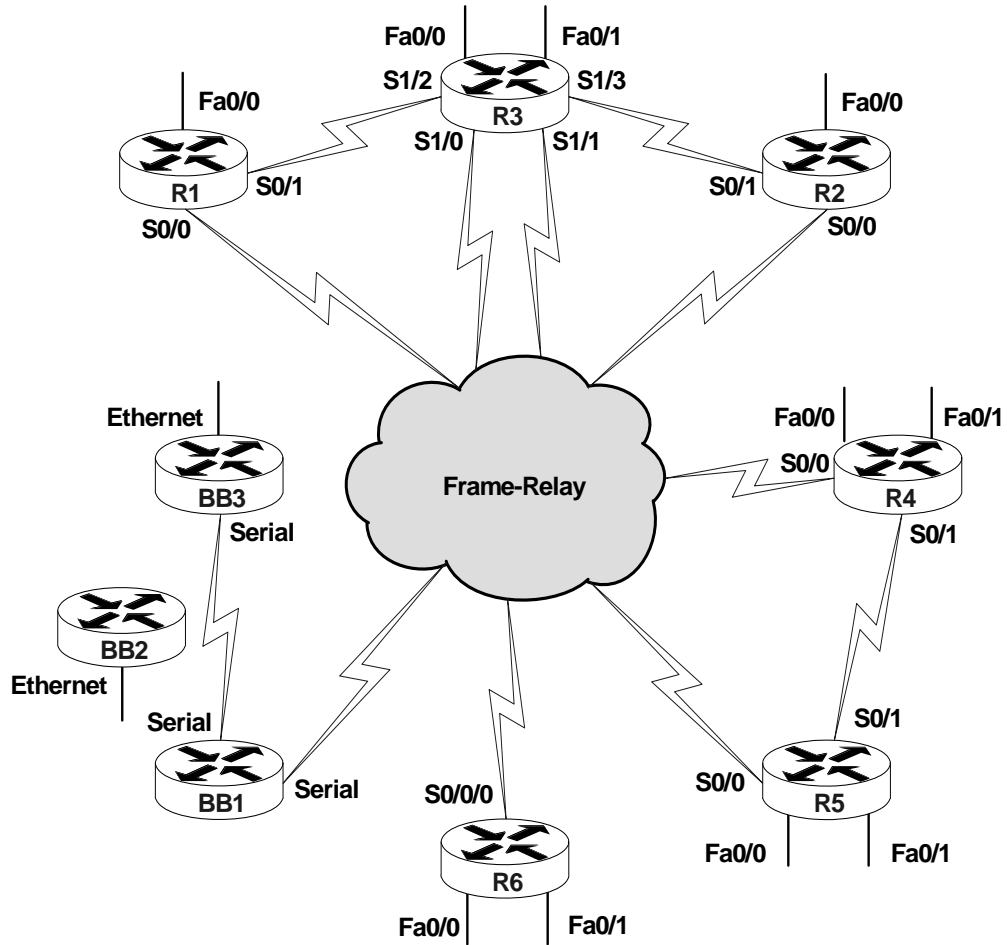 Fa0/0
Fa0/1
Fa0/0
S1/2
S1/3
R3
Fa0/0
S1/0
S1/1
R1
S0/1
S0/0
S0/1
R2
S0/0
Ethernet
BB3
Serial
Frame-Relay
Fa0/0
Fa0/1
S0/0
R4
S0/1
BB2
Ethernet
Serial
BB1
Serial
S0/0/0
R6
Fa0/0
Fa0/1
S0/1
S0/0
R5
Fa0/0
Fa0/1